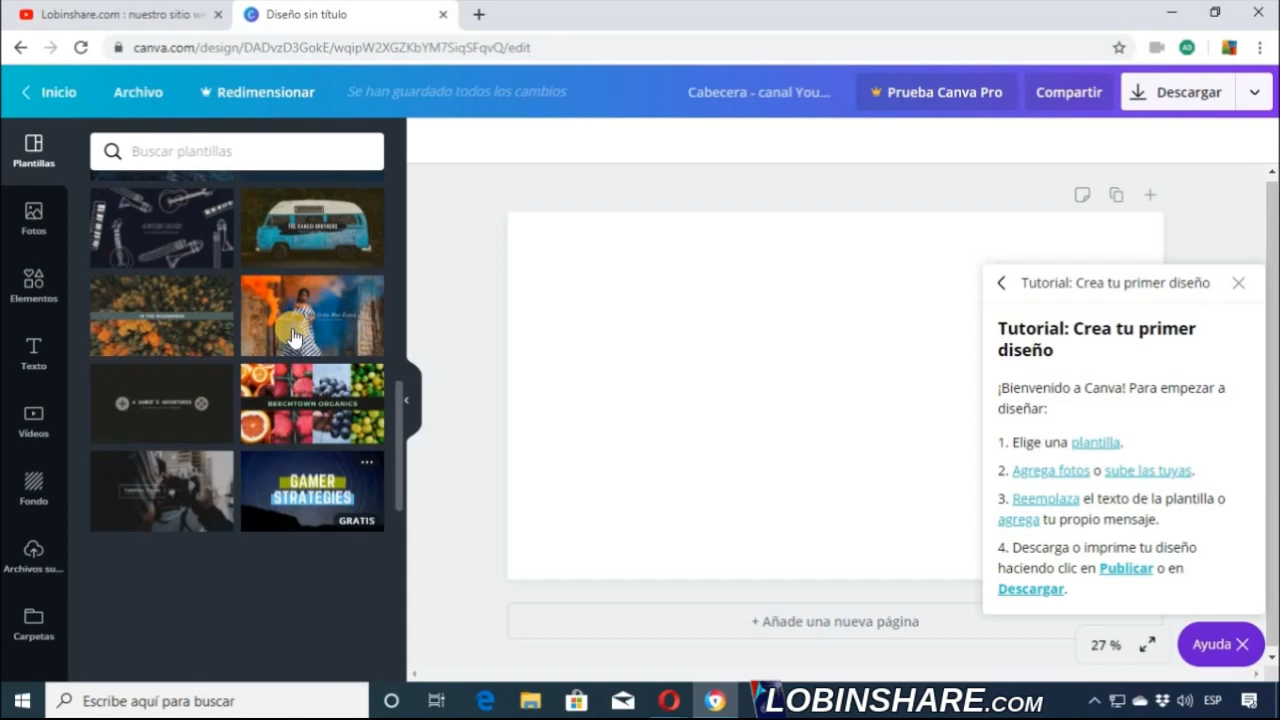 Lobinshare.com : nuestro sitio w
Diseño sin título
canva.com/design/DADvzD3GokE/wqipW2XGZKbYM7SiqSFqvQ/edit
Inicio
Archivo
Redimensionar
Se han guardado todos los cambios
Cabecera - canal You...
Prueba Canva Pro
Compartir
Descargar
Plantillas
Fotos
Elementos
Texto
Vídeos
Fondo
Archivos su...
Carpetas
Buscar plantillas
IN THE WILDERNESS
BEECHTOWN ORGANICS
GAMER
STRATEGIES
GRATIS
Tutorial: Crea tu primer diseño
Tutorial: Crea tu primer
diseño
¡Bienvenido a Canva! Para empezar a
diseñar:
1. Elige una plantilla.
2. Agrega fotos o sube las tuyas.
3. Reemplaza el texto de la plantilla o
agrega tu propio mensaje.
4. Descarga o imprime tu diseño
haciendo clic en Publicar o en
Descargar.
+ Añade una nueva página
27 %
Ayuda
Escribe aquí para buscar
LOBINSHARE.COM
ESP